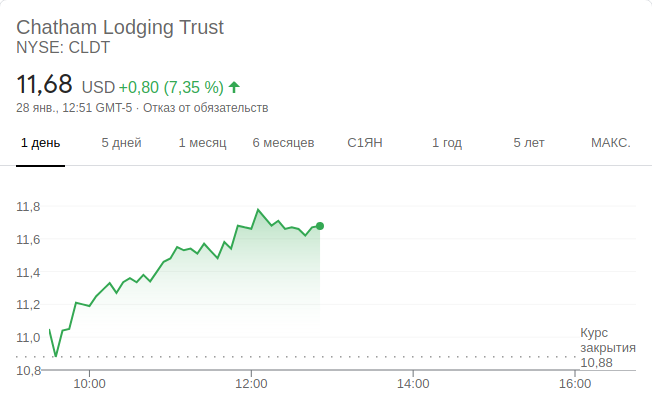 Chatham Lodging Trust
NYSE: CLDT
11,68 USD +0,80 (7,35 %)
28 янв., 12:51 GMT-5 · Отказ от обязательств
1 день 5 дней 1 месяц 6 месяцев С1ЯН 1 год 5 лет МАКС.
11,8
11,6
11,4
11,2
11,0
10,8
Курс
закрытия
10,88
10:00 12:00 14:00 16:00